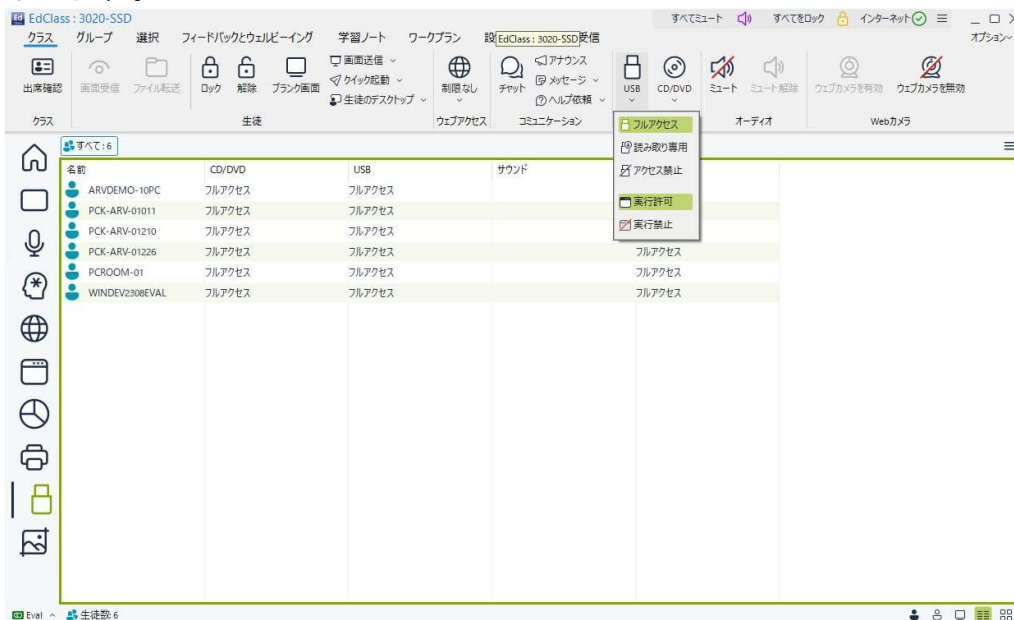 Ed EdClass : 3020-SSD
すべてミュート すべてをロック インターネット
クラス グループ 選択 フィードバックとウェルビーイング 学習ノート ワークプラン 設 EdClass : 3020-SSD 受信 オプション
出席確認 画面受信 ファイル転送 ロック 解除 ブランク画面
画面送信
クイック起動
生徒のデスクトップ
制限なし チャット
アナウンス
メッセージ
ヘルプ依頼
USB CD/DVD ミュート ミュート解除 ウェブカメラを有効 ウェブカメラを無効
クラス 生徒 ウェブアクセス コミュニケーション オーディオ Webカメラ
フルアクセス
読み取り専用
アクセス禁止
実行許可
実行禁止
すべて : 6
名前 CD/DVD USB サウンド
ARVDEMO-10PC フルアクセス フルアクセス
PCK-ARV-01011 フルアクセス フルアクセス
PCK-ARV-01210 フルアクセス フルアクセス
PCK-ARV-01226 フルアクセス フルアクセス フルアクセス
PCROOM-01 フルアクセス フルアクセス フルアクセス
WINDEV2308EVAL フルアクセス フルアクセス フルアクセス
Eval 生徒数: 6